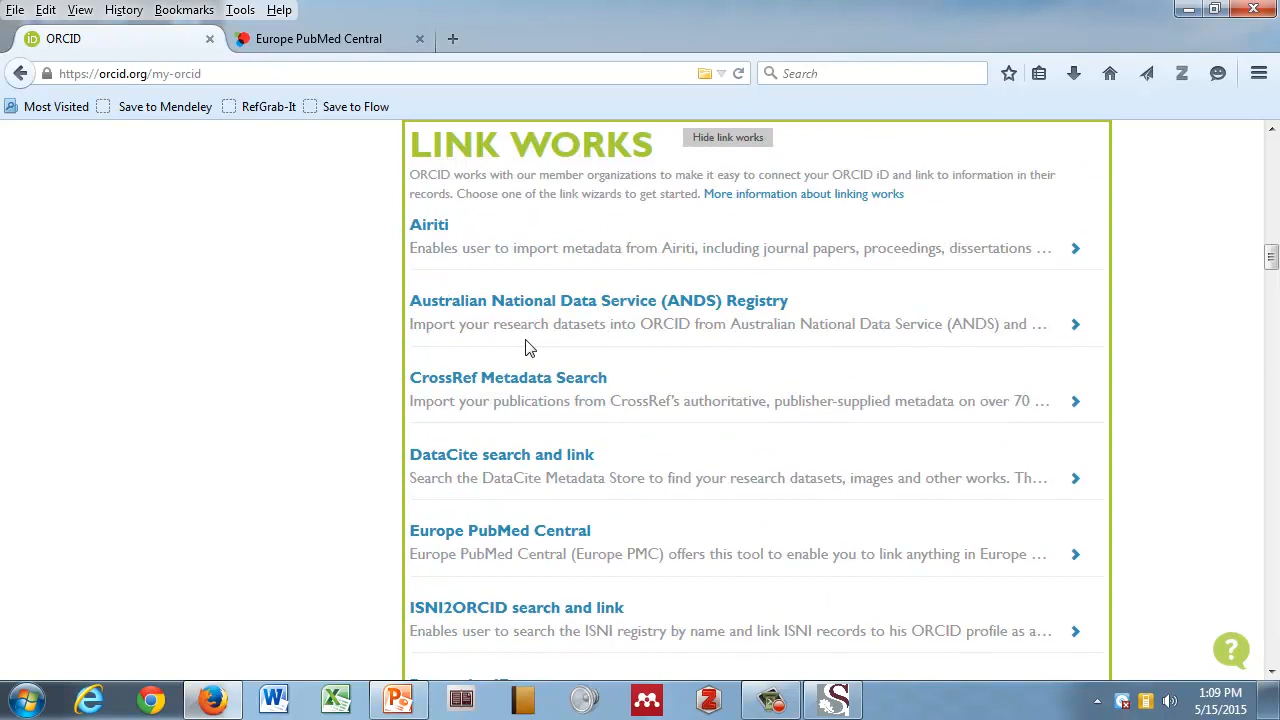 File Edit View History Bookmarks Tools Help
iD ORCID × Europe PubMed Central ×
https://orcid.org/my-orcid Search
Most Visited Save to Mendeley RefGrab-It Save to Flow
LINK WORKS Hide link works
ORCID works with our member organizations to make it easy to connect your ORCID iD and link to information in their
records. Choose one of the link wizards to get started. More information about linking works
Airiti
Enables user to import metadata from Airiti, including journal papers, proceedings, dissertations ...
Australian National Data Service (ANDS) Registry
Import your research datasets into ORCID from Australian National Data Service (ANDS) and ...
CrossRef Metadata Search
Import your publications from CrossRef's authoritative, publisher-supplied metadata on over 70 ...
DataCite search and link
Search the DataCite Metadata Store to find your research datasets, images and other works. Th...
Europe PubMed Central
Europe PubMed Central (Europe PMC) offers this tool to enable you to link anything in Europe ...
ISNI2ORCID search and link
Enables user to search the ISNI registry by name and link ISNI records to his ORCID profile as a...
?
1:09 PM
5/15/2015